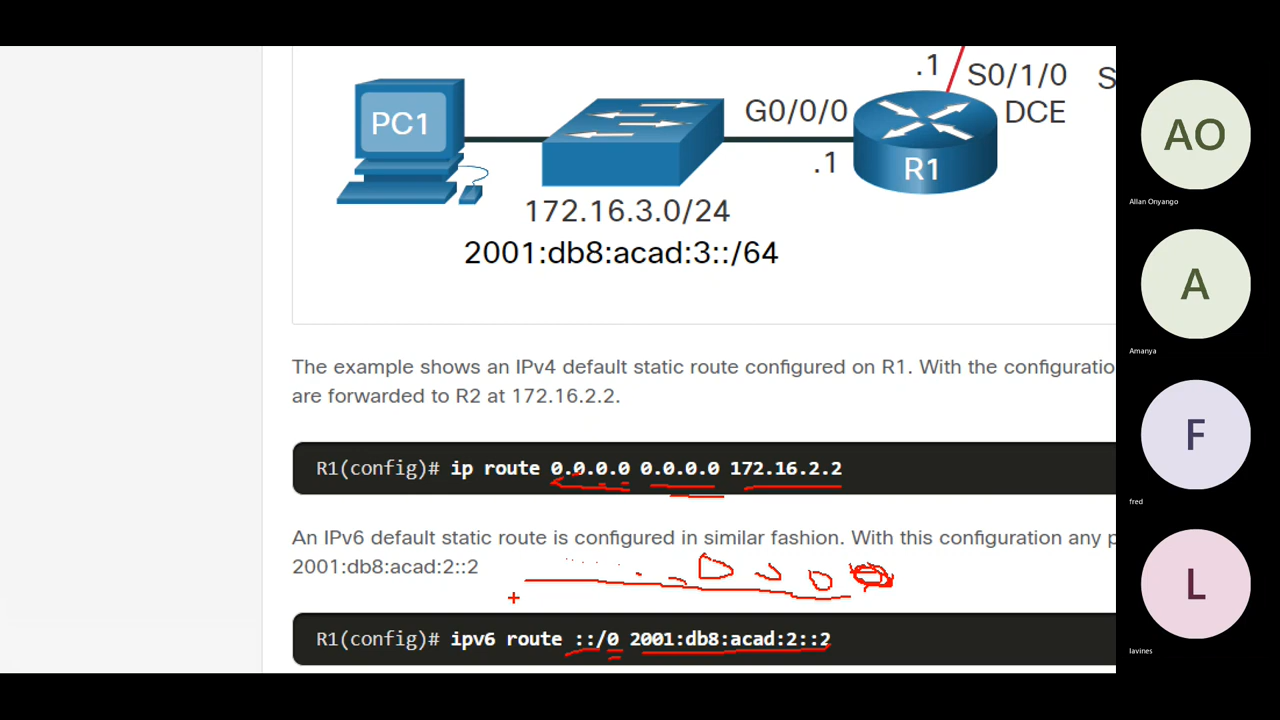 .1
S0/1/0
S
PC1
G0/0/0
DCE
.1
R1
172.16.3.0/24
2001:db8:acad:3::/64
The example shows an IPv4 default static route configured on R1. With the configuratio
are forwarded to R2 at 172.16.2.2.
R1(config)# ip route 0.0.0.0 0.0.0.0 172.16.2.2
An IPv6 default static route is configured in similar fashion. With this configuration any p
2001:db8:acad:2::2
R1(config)# ipv6 route ::/0 2001:db8:acad:2::2
AO
Allan Onyango
A
Amanya
F
fred
L
lavines